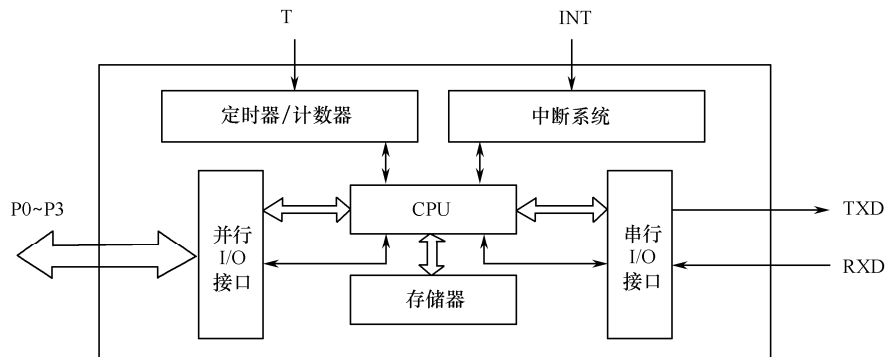 T
INT
定时器/计数器
中断系统
P0~P3
并行
I/O
接口
CPU
串行
I/O
接口
TXD
RXD
存储器